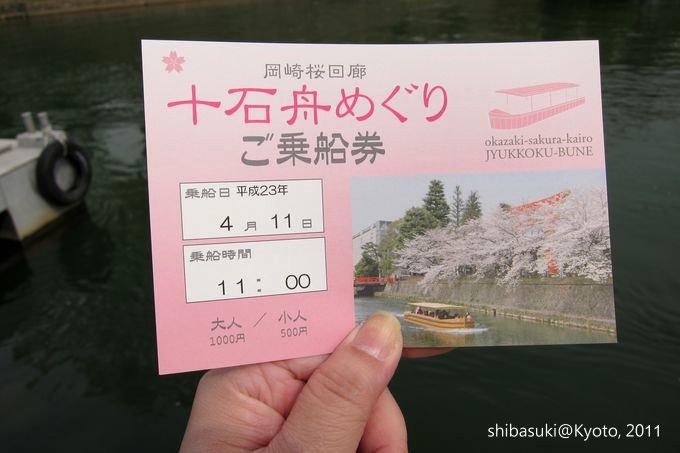 岡崎桜回廊
十石舟めぐり
ご乗船券
okazaki-sakura-kairo
JYUKKOKU-BUNE
乗船日 平成23年
4月11日
乗船時間
11:00
大人 / 小人
1000円 500円
shibasuki@Kyoto, 2011